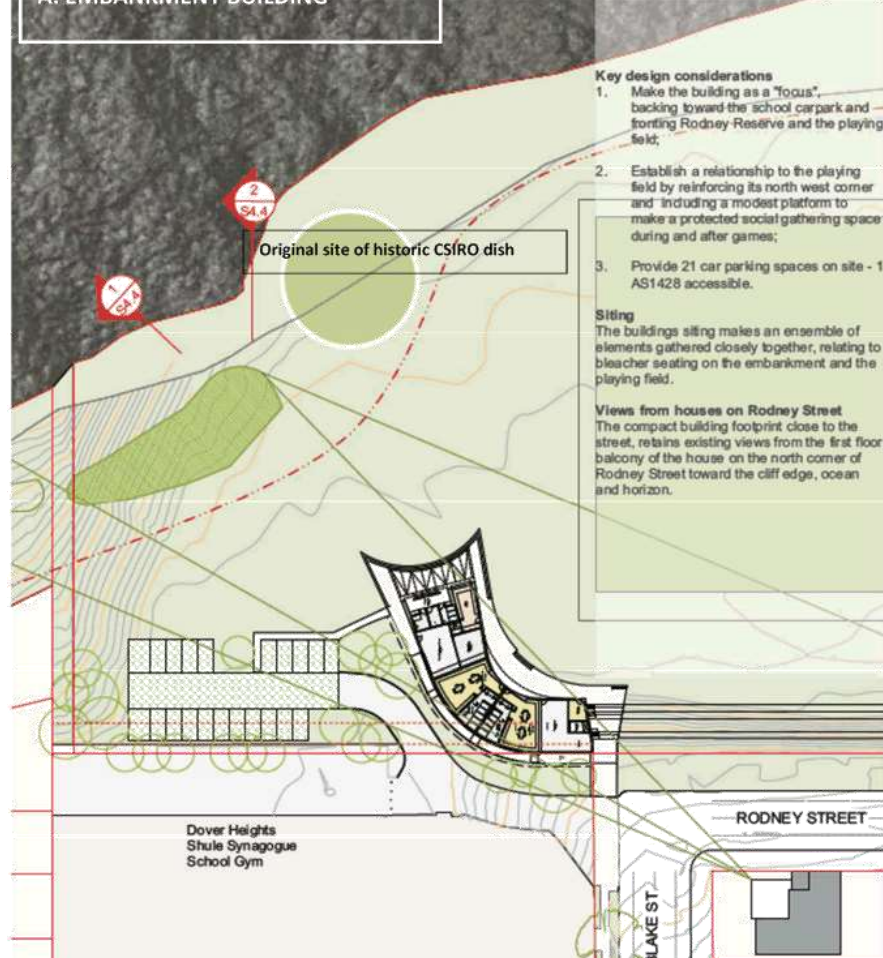 A. EMBANKMENT BUILDING
Key design considerations
1. Make the building as a "focus",
backing toward the school carpark and
fronting Rodney Reserve and the playing
field;
2. Establish a relationship to the playing
field by reinforcing its north west corner
and including a modest platform to
make a protected social gathering space
during and after games;
3. Provide 21 car parking spaces on site - 1
AS1428 accessible.
Siting
The buildings siting makes an ensemble of
elements gathered closely together, relating to
bleacher seating on the embankment and the
playing field.
Views from houses on Rodney Street
The compact building footprint close to the
street, retains existing views from the first floor
balcony of the house on the north corner of
Rodney Street toward the cliff edge, ocean
and horizon.
2
S4.4
Original site of historic CSIRO dish
1
S4.4
Dover Heights
Shule Synagogue
School Gym
RODNEY STREET
BLAKE ST